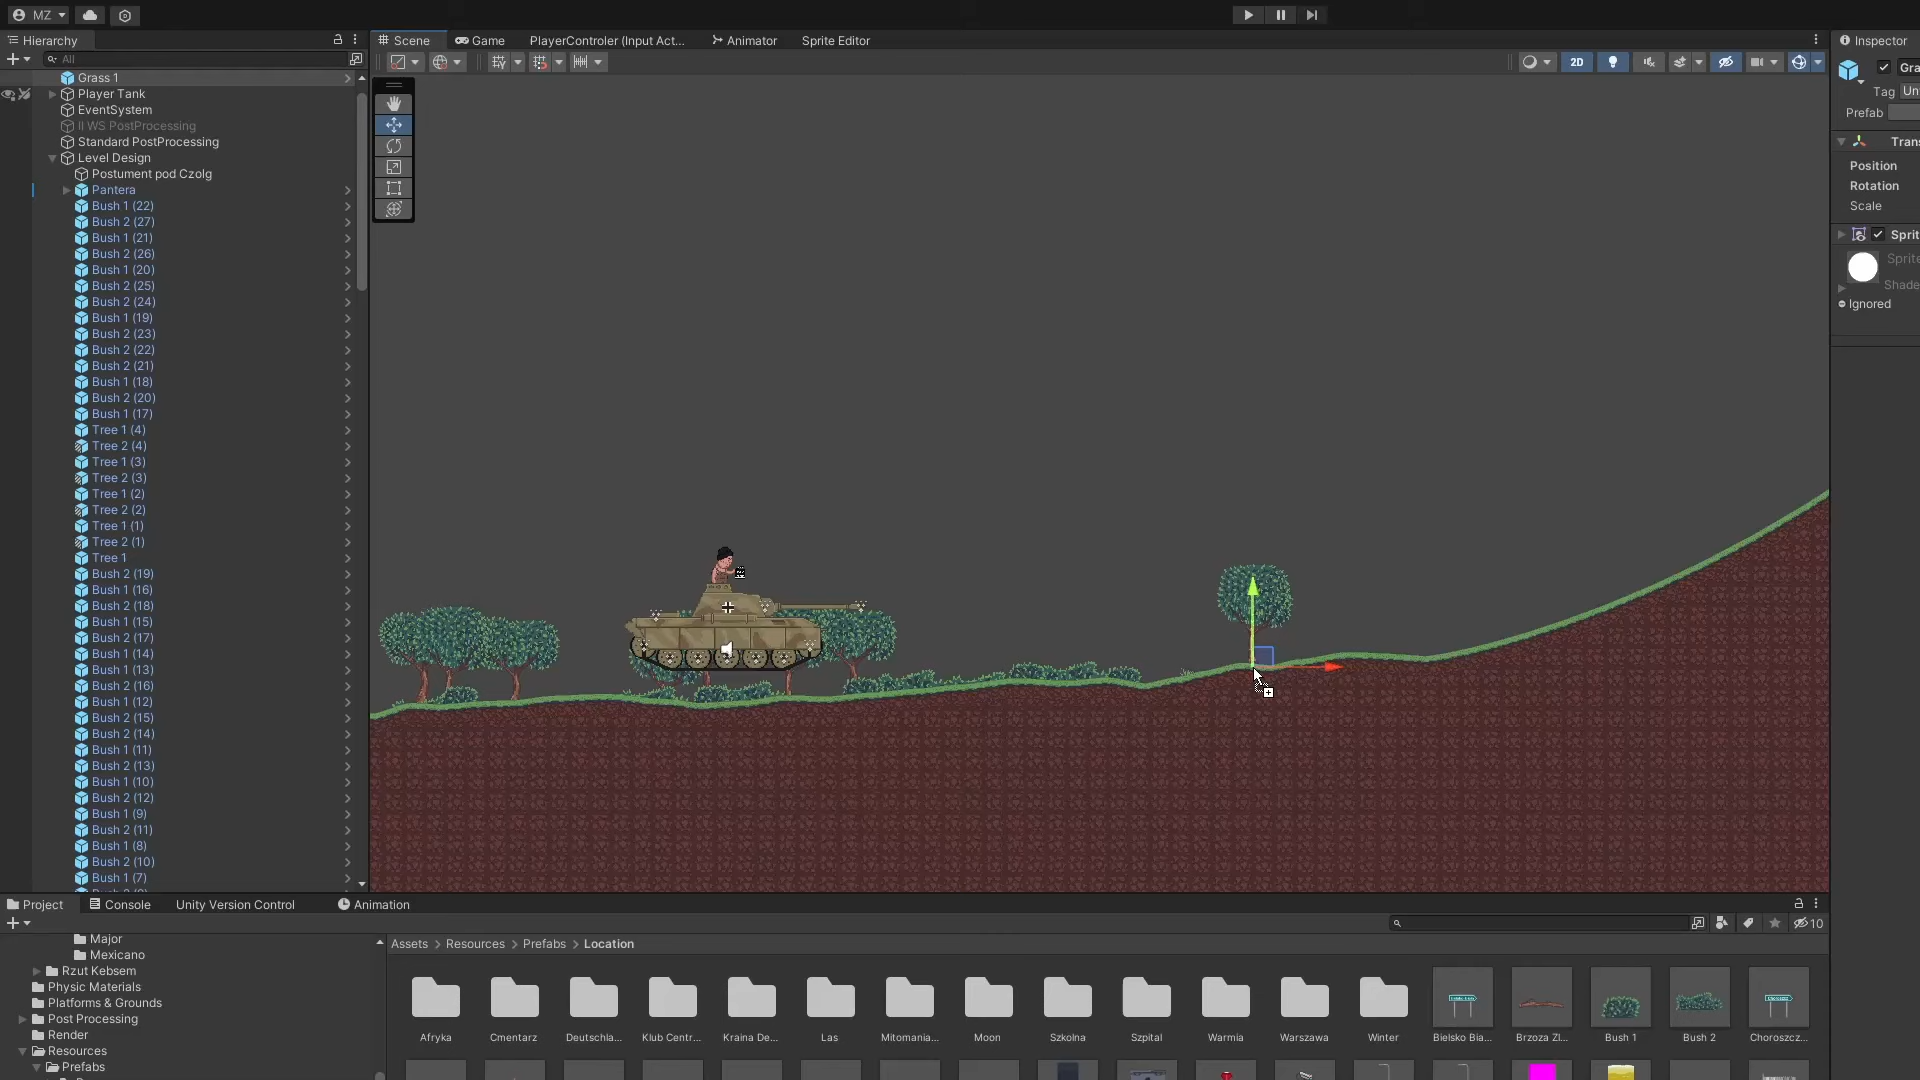 MZ
Hierarchy
All
Grass 1
Player Tank
EventSystem
II WS PostProcessing
Standard PostProcessing
Level Design
Postument pod Czolg
Pantera
Bush 1 (22)
Bush 2 (27)
Bush 1 (21)
Bush 2 (26)
Bush 1 (20)
Bush 2 (25)
Bush 2 (24)
Bush 1 (19)
Bush 2 (23)
Bush 2 (22)
Bush 2 (21)
Bush 1 (18)
Bush 2 (20)
Bush 1 (17)
Tree 1 (4)
Tree 2 (4)
Tree 1 (3)
Tree 2 (3)
Tree 1 (2)
Tree 2 (2)
Tree 1 (1)
Tree 2 (1)
Tree 1
Bush 2 (19)
Bush 1 (16)
Bush 2 (18)
Bush 1 (15)
Bush 2 (17)
Bush 1 (14)
Bush 1 (13)
Bush 2 (16)
Bush 1 (12)
Bush 2 (15)
Bush 2 (14)
Bush 1 (11)
Bush 2 (13)
Bush 1 (10)
Bush 2 (12)
Bush 1 (9)
Bush 2 (11)
Bush 1 (8)
Bush 2 (10)
Bush 1 (7)
Scene Game PlayerControler (Input Act... Animator Sprite Editor
2D
Inspector
Gra
Tag Un
Prefab
Trans
Position
Rotation
Scale
Sprit
Sprite
Shade
Ignored
Project Console Unity Version Control Animation
10
Major
Mexicano
Rzut Kebsem
Physic Materials
Platforms & Grounds
Post Processing
Render
Resources
Prefabs
Assets > Resources > Prefabs > Location
Afryka Cmentarz Deutschla... Klub Centr... Kraina De... Las Mitomania... Moon Szkolna Szpital Warmia Warszawa Winter Bielsko Bia... Brzoza Zl... Bush 1 Bush 2 Choroszcz...